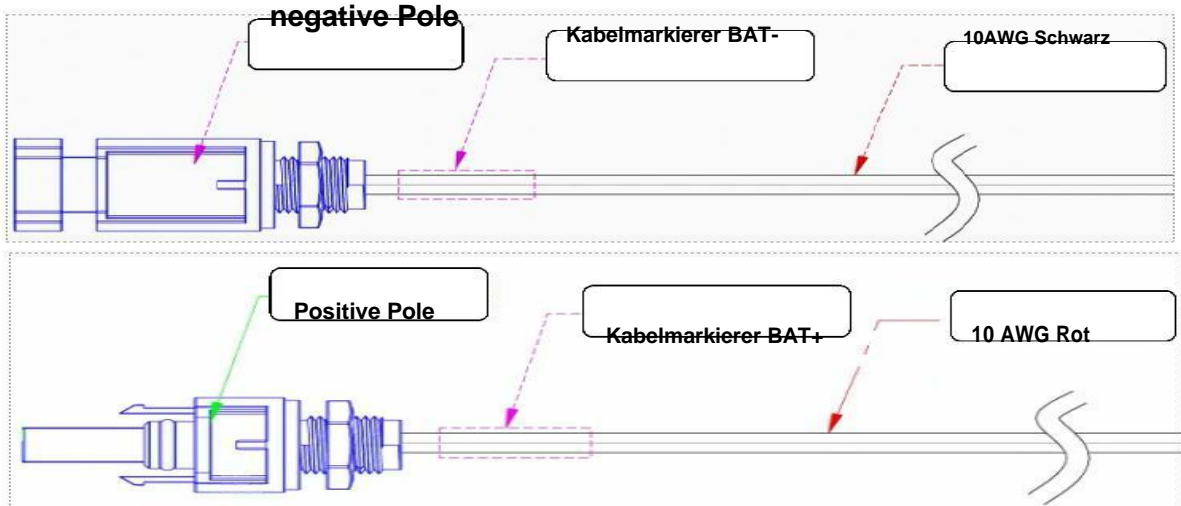 negative Pole
Kabelmarkierer BAT-
10AWG Schwarz
Positive Pole
Kabelmarkierer BAT+
10 AWG Rot